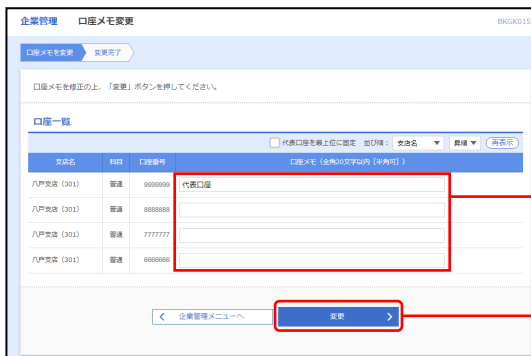 企業管理 口座メモ変更 BKGK015
口座メモを変更 変更完了
口座メモを修正の上、「変更」ボタンを押してください。
口座一覧
代表口座を最上位に固定 並び順： 支店名 ▼ 昇順 ▼ 再表示
支店名 科目 口座番号 口座メモ（全角20文字以内［半角可］）
八戸支店（301） 普通 9999999 代表口座
八戸支店（301） 普通 8888888
八戸支店（301） 普通 7777777
八戸支店（301） 普通 6666666
企業管理メニューへ 変更